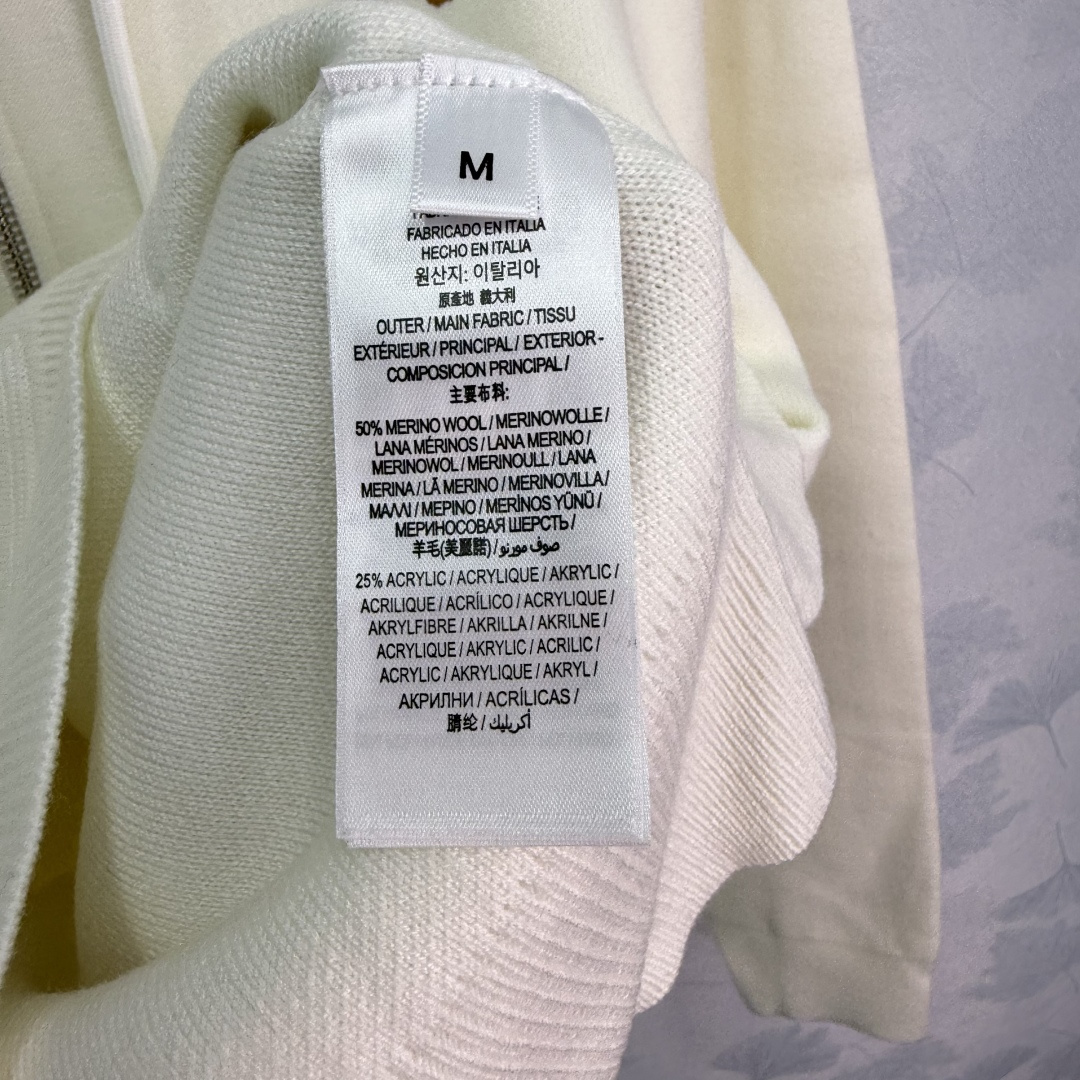 M
FABRICADO EN ITALIA
HECHO EN ITALIA
원산지: 이탈리아
原產地 義大利
OUTER / MAIN FABRIC / TISSU
EXTÉRIEUR / PRINCIPAL / EXTERIOR -
COMPOSICION PRINCIPAL /
主要布料:
50% MERINO WOOL / MERINOWOLLE /
LANA MÉRINOS / LANA MERINO /
MERINOWOL / MERINOULL / LANA
MERINA / LÃ MERINO / MERINOVILLA /
ΜΑΛΛΙ / ΜΕΡΙΝΟ / MERİNOS YÜNÜ /
МЕРИНОСОВАЯ ШЕРСТЬ /
羊毛(美麗諾) / صوف مورنو
25% ACRYLIC / ACRYLIQUE / AKRYLIC /
ACRILIQUE / ACRÍLICO / ACRYLIQUE /
AKRYLFIBRE / AKRILLA / AKRILNE /
ACRYLIQUE / AKRYLIC / ACRILIC /
ACRYLIC / AKRYLIQUE / AKRYL /
АКРИЛНИ / ACRÍLICAS /
腈纶 / أكريليك